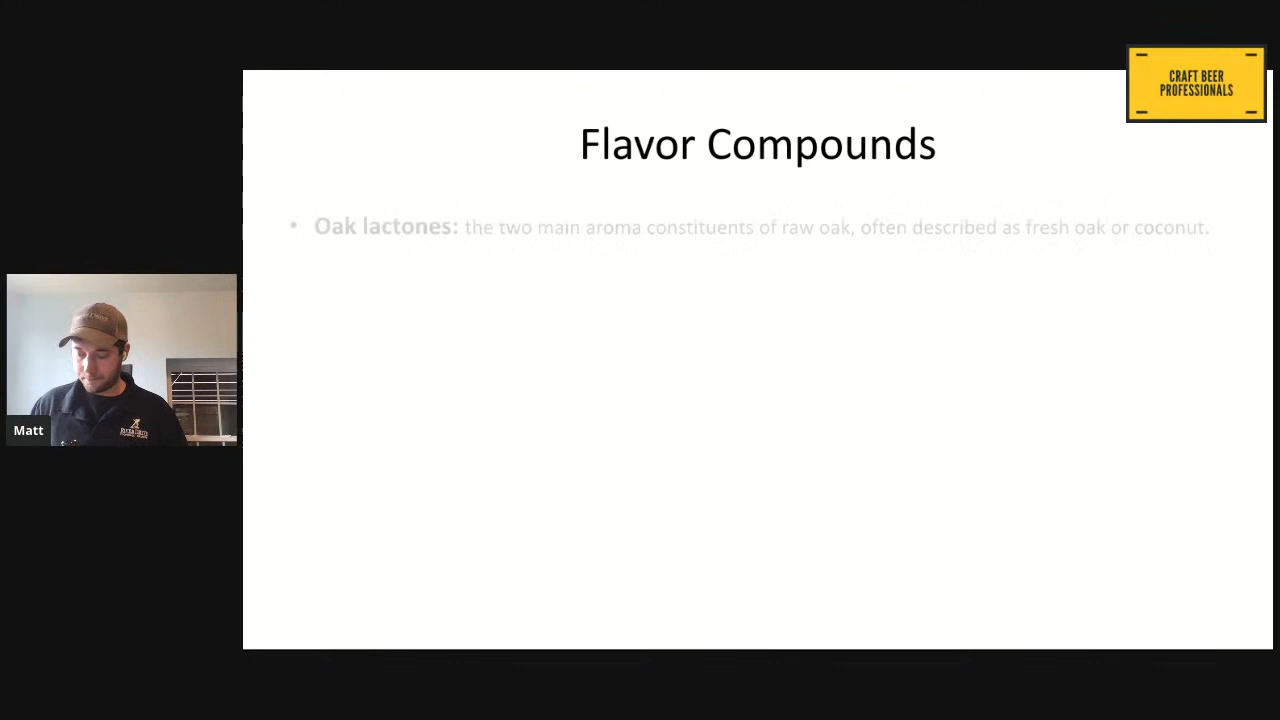 CRAFT BEER
PROFESSIONALS
Flavor Compounds
• Oak lactones: the two main aroma constituents of raw oak, often described as fresh oak or coconut.
Matt